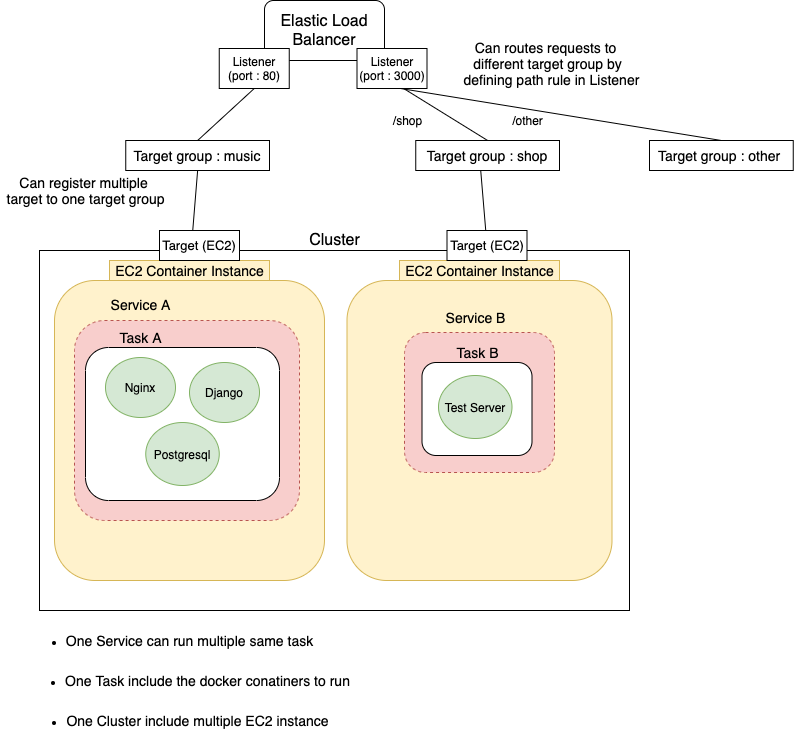 Elastic Load
Balancer
Listener
(port : 80)
Listener
(port : 3000)
Can routes requests to
different target group by
defining path rule in Listener
/shop
/other
Target group : music
Target group : shop
Target group : other
Can register multiple
target to one target group
Target (EC2)
Cluster
Target (EC2)
EC2 Container Instance
EC2 Container Instance
Service A
Service B
Task A
Task B
Nginx
Django
Test Server
Postgresql
• One Service can run multiple same task
• One Task include the docker conatiners to run
• One Cluster include multiple EC2 instance